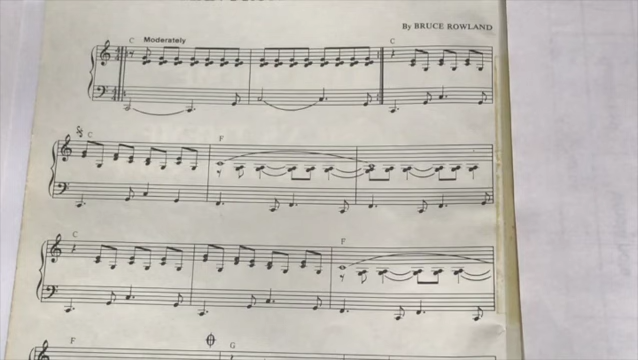 By BRUCE ROWLAND
Moderately
C C
C F
C F
F G